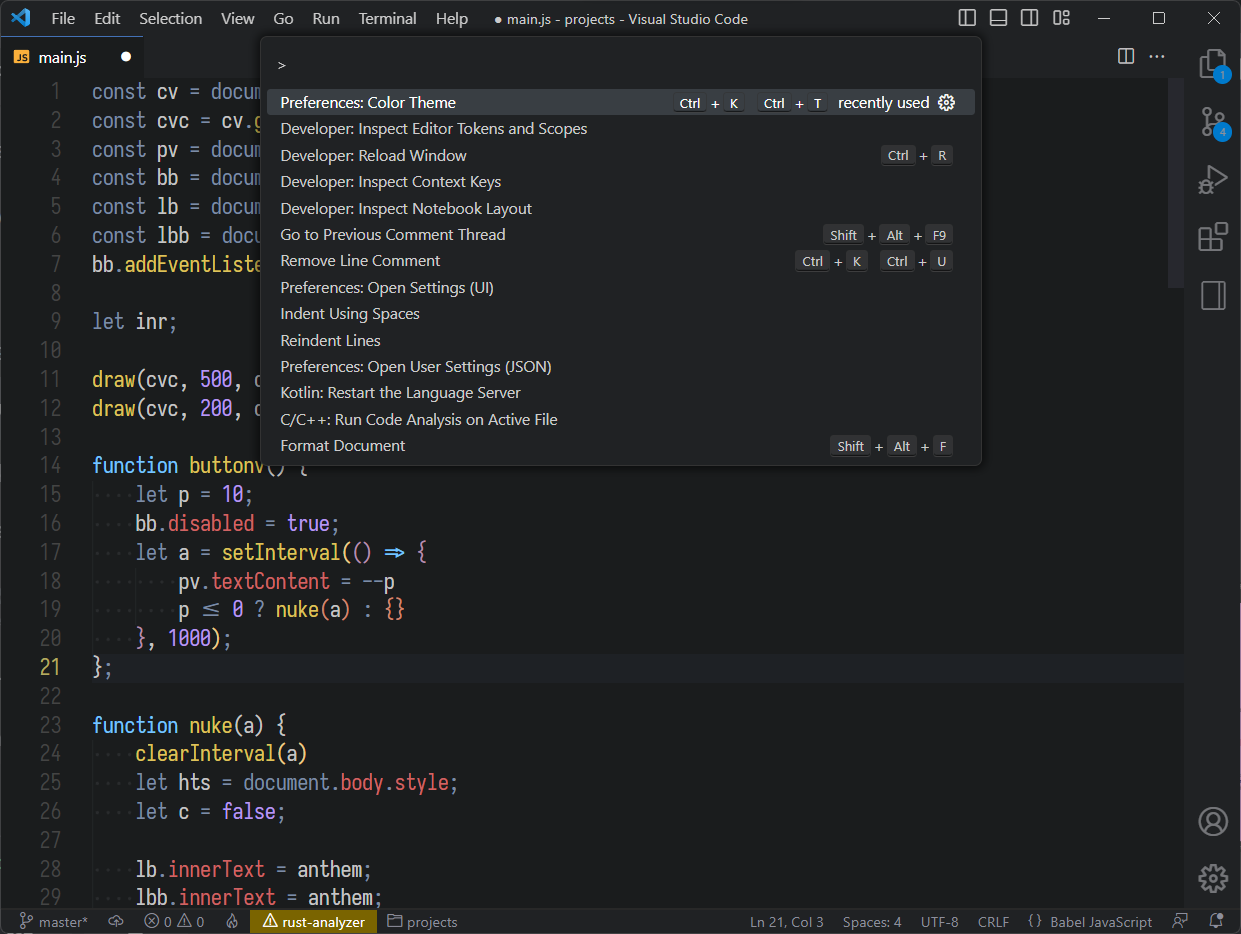 File Edit Selection View Go Run Terminal Help ● main.js - projects - Visual Studio Code
JS main.js ●
>
Preferences: Color Theme Ctrl + K Ctrl + T recently used
Developer: Inspect Editor Tokens and Scopes
Developer: Reload Window Ctrl + R
Developer: Inspect Context Keys
Developer: Inspect Notebook Layout
Go to Previous Comment Thread Shift + Alt + F9
Remove Line Comment Ctrl + K Ctrl + U
Preferences: Open Settings (UI)
Indent Using Spaces
Reindent Lines
Preferences: Open User Settings (JSON)
Kotlin: Restart the Language Server
C/C++: Run Code Analysis on Active File
Format Document Shift + Alt + F
1 const cv = docum
2 const cvc = cv.g
3 const pv = docum
4 const bb = docum
5 const lb = docum
6 const lbb = docu
7 bb.addEventListe
8
9 let inr;
10
11 draw(cvc, 500, c
12 draw(cvc, 200, c
13
14 function buttonv() {
15 let p = 10;
16 bb.disabled = true;
17 let a = setInterval(() => {
18 pv.textContent = --p
19 p ≤ 0 ? nuke(a) : {}
20 }, 1000);
21 };
22
23 function nuke(a) {
24 clearInterval(a)
25 let hts = document.body.style;
26 let c = false;
27
28 lb.innerText = anthem;
29 lbb.innerText = anthem;
1
4
master* 0 0 rust-analyzer projects Ln 21, Col 3 Spaces: 4 UTF-8 CRLF {} Babel JavaScript